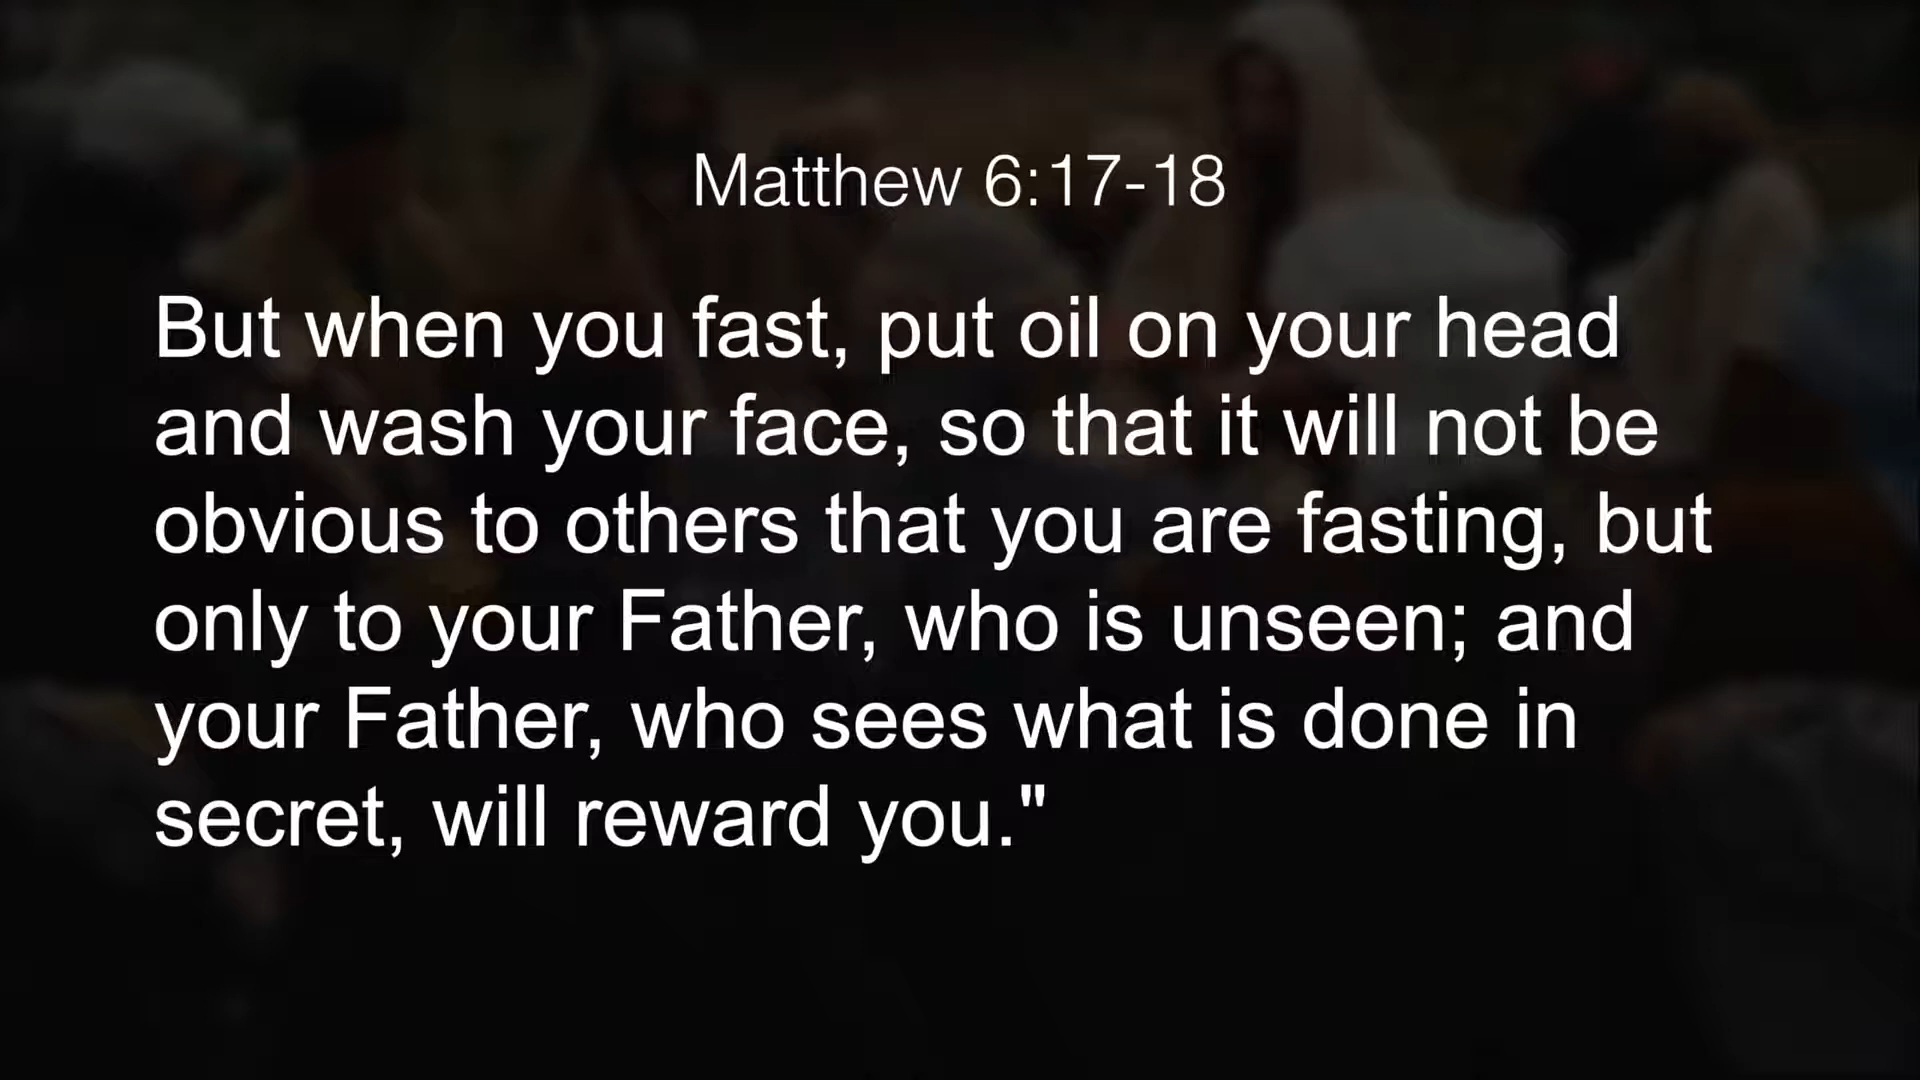 Matthew 6:17-18
But when you fast, put oil on your head
and wash your face, so that it will not be
obvious to others that you are fasting, but
only to your Father, who is unseen; and
your Father, who sees what is done in
secret, will reward you."